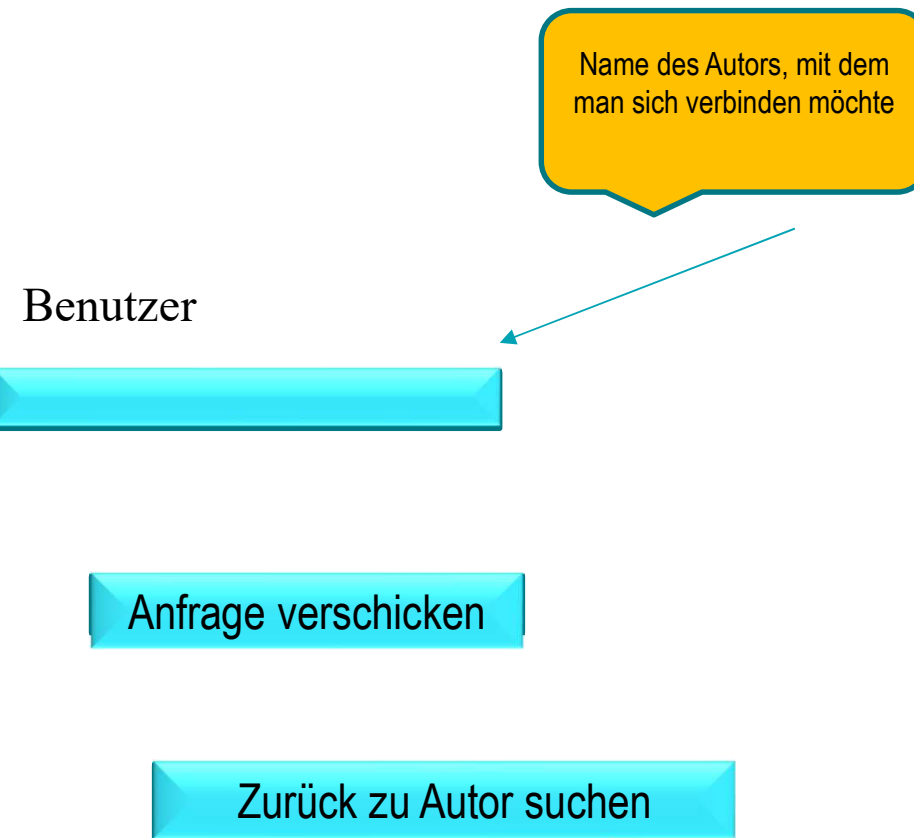 Name des Autors, mit dem
man sich verbinden möchte
Benutzer
Anfrage verschicken
Zurück zu Autor suchen